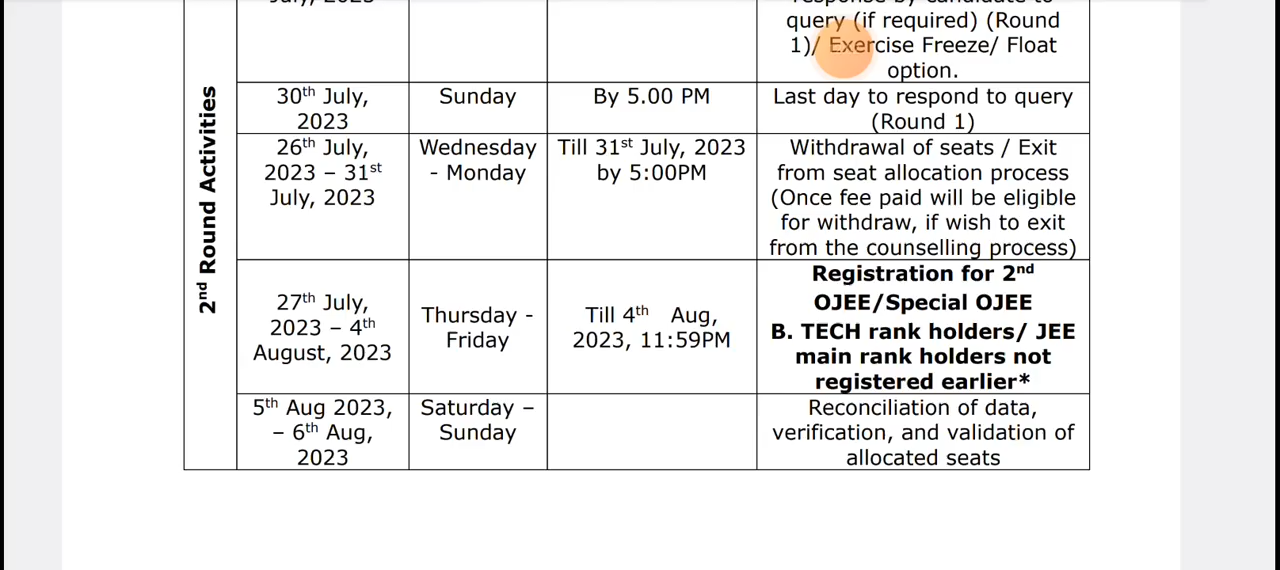 July, 2023
response by candidate to
query (if required) (Round
1)/ Exercise Freeze/ Float
option.
2nd Round Activities
30th July,
2023
Sunday
By 5.00 PM
Last day to respond to query
(Round 1)
26th July,
2023 – 31st
July, 2023
Wednesday
- Monday
Till 31st July, 2023
by 5:00PM
Withdrawal of seats / Exit
from seat allocation process
(Once fee paid will be eligible
for withdraw, if wish to exit
from the counselling process)
27th July,
2023 – 4th
August, 2023
Thursday -
Friday
Till 4th Aug,
2023, 11:59PM
Registration for 2nd
OJEE/Special OJEE
B. TECH rank holders/ JEE
main rank holders not
registered earlier*
5th Aug 2023,
– 6th Aug,
2023
Saturday –
Sunday
Reconciliation of data,
verification, and validation of
allocated seats